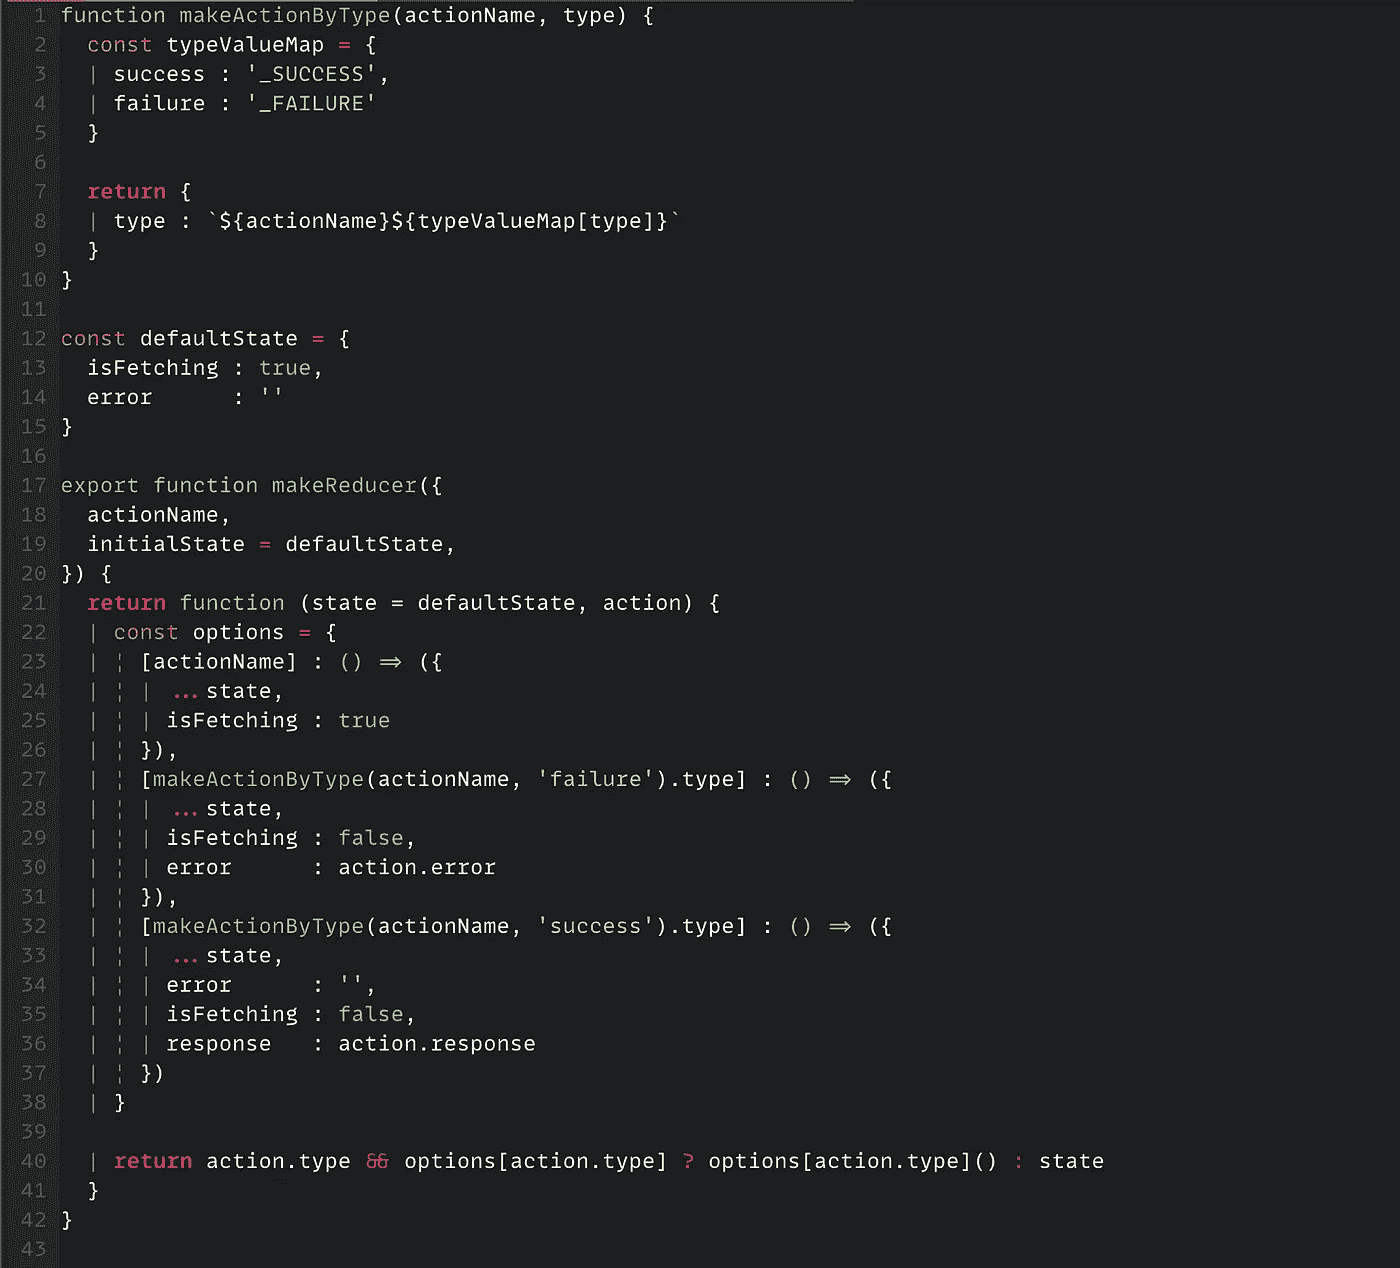 1 function makeActionByType(actionName, type) {
2   const typeValueMap = {
3   | success : '_SUCCESS',
4   | failure : '_FAILURE'
5   }
6
7   return {
8   | type : `${actionName}${typeValueMap[type]}`
9   }
10 }
11
12 const defaultState = {
13   isFetching : true,
14   error      : ''
15 }
16
17 export function makeReducer({
18   actionName,
19   initialState = defaultState,
20 }) {
21   return function (state = defaultState, action) {
22   | const options = {
23   | ¦ [actionName] : () => ({
24   | ¦ | ...state,
25   | ¦ | isFetching : true
26   | ¦ }),
27   | ¦ [makeActionByType(actionName, 'failure').type] : () => ({
28   | ¦ | ...state,
29   | ¦ | isFetching : false,
30   | ¦ | error      : action.error
31   | ¦ }),
32   | ¦ [makeActionByType(actionName, 'success').type] : () => ({
33   | ¦ | ...state,
34   | ¦ | error      : '',
35   | ¦ | isFetching : false,
36   | ¦ | response   : action.response
37   | ¦ })
38   | }
39
40   | return action.type && options[action.type] ? options[action.type]() : state
41   }
42 }
43